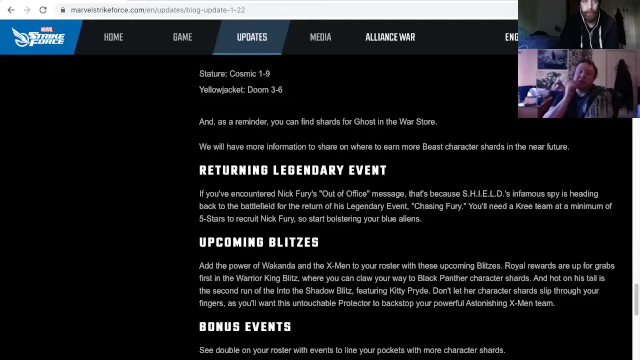 marvelstrikeforce.com/en/updates/blog-update-1-22
MARVEL
STRIKE
FORCE
HOME
GAME
UPDATES
MEDIA
ALLIANCE WAR
ENG
Stature: Cosmic 1-9
Yellowjacket: Doom 3-6
And, as a reminder, you can find shards for Ghost in the War Store.
We will have more information to share on where to earn more Beast character shards in the near future.
RETURNING LEGENDARY EVENT
If you've encountered Nick Fury's "Out of Office" message, that's because S.H.I.E.L.D.'s infamous spy is heading
back to the battlefield for the return of his Legendary Event, "Chasing Fury." You'll need a Kree team at a minimum of
5-Stars to recruit Nick Fury, so start bolstering your blue aliens.
UPCOMING BLITZES
Add the power of Wakanda and the X-Men to your roster with these upcoming Blitzes. Royal rewards are up for grabs
first in the Warrior King Blitz, where you can claw your way to Black Panther character shards. And hot on his tail is
the second run of the Into the Shadow Blitz, featuring Kitty Pryde. Don't let her character shards slip through your
fingers, as you'll want this untouchable Protector to backstop your powerful Astonishing X-Men team.
BONUS EVENTS
See double on your roster with events to line your pockets with more character shards.